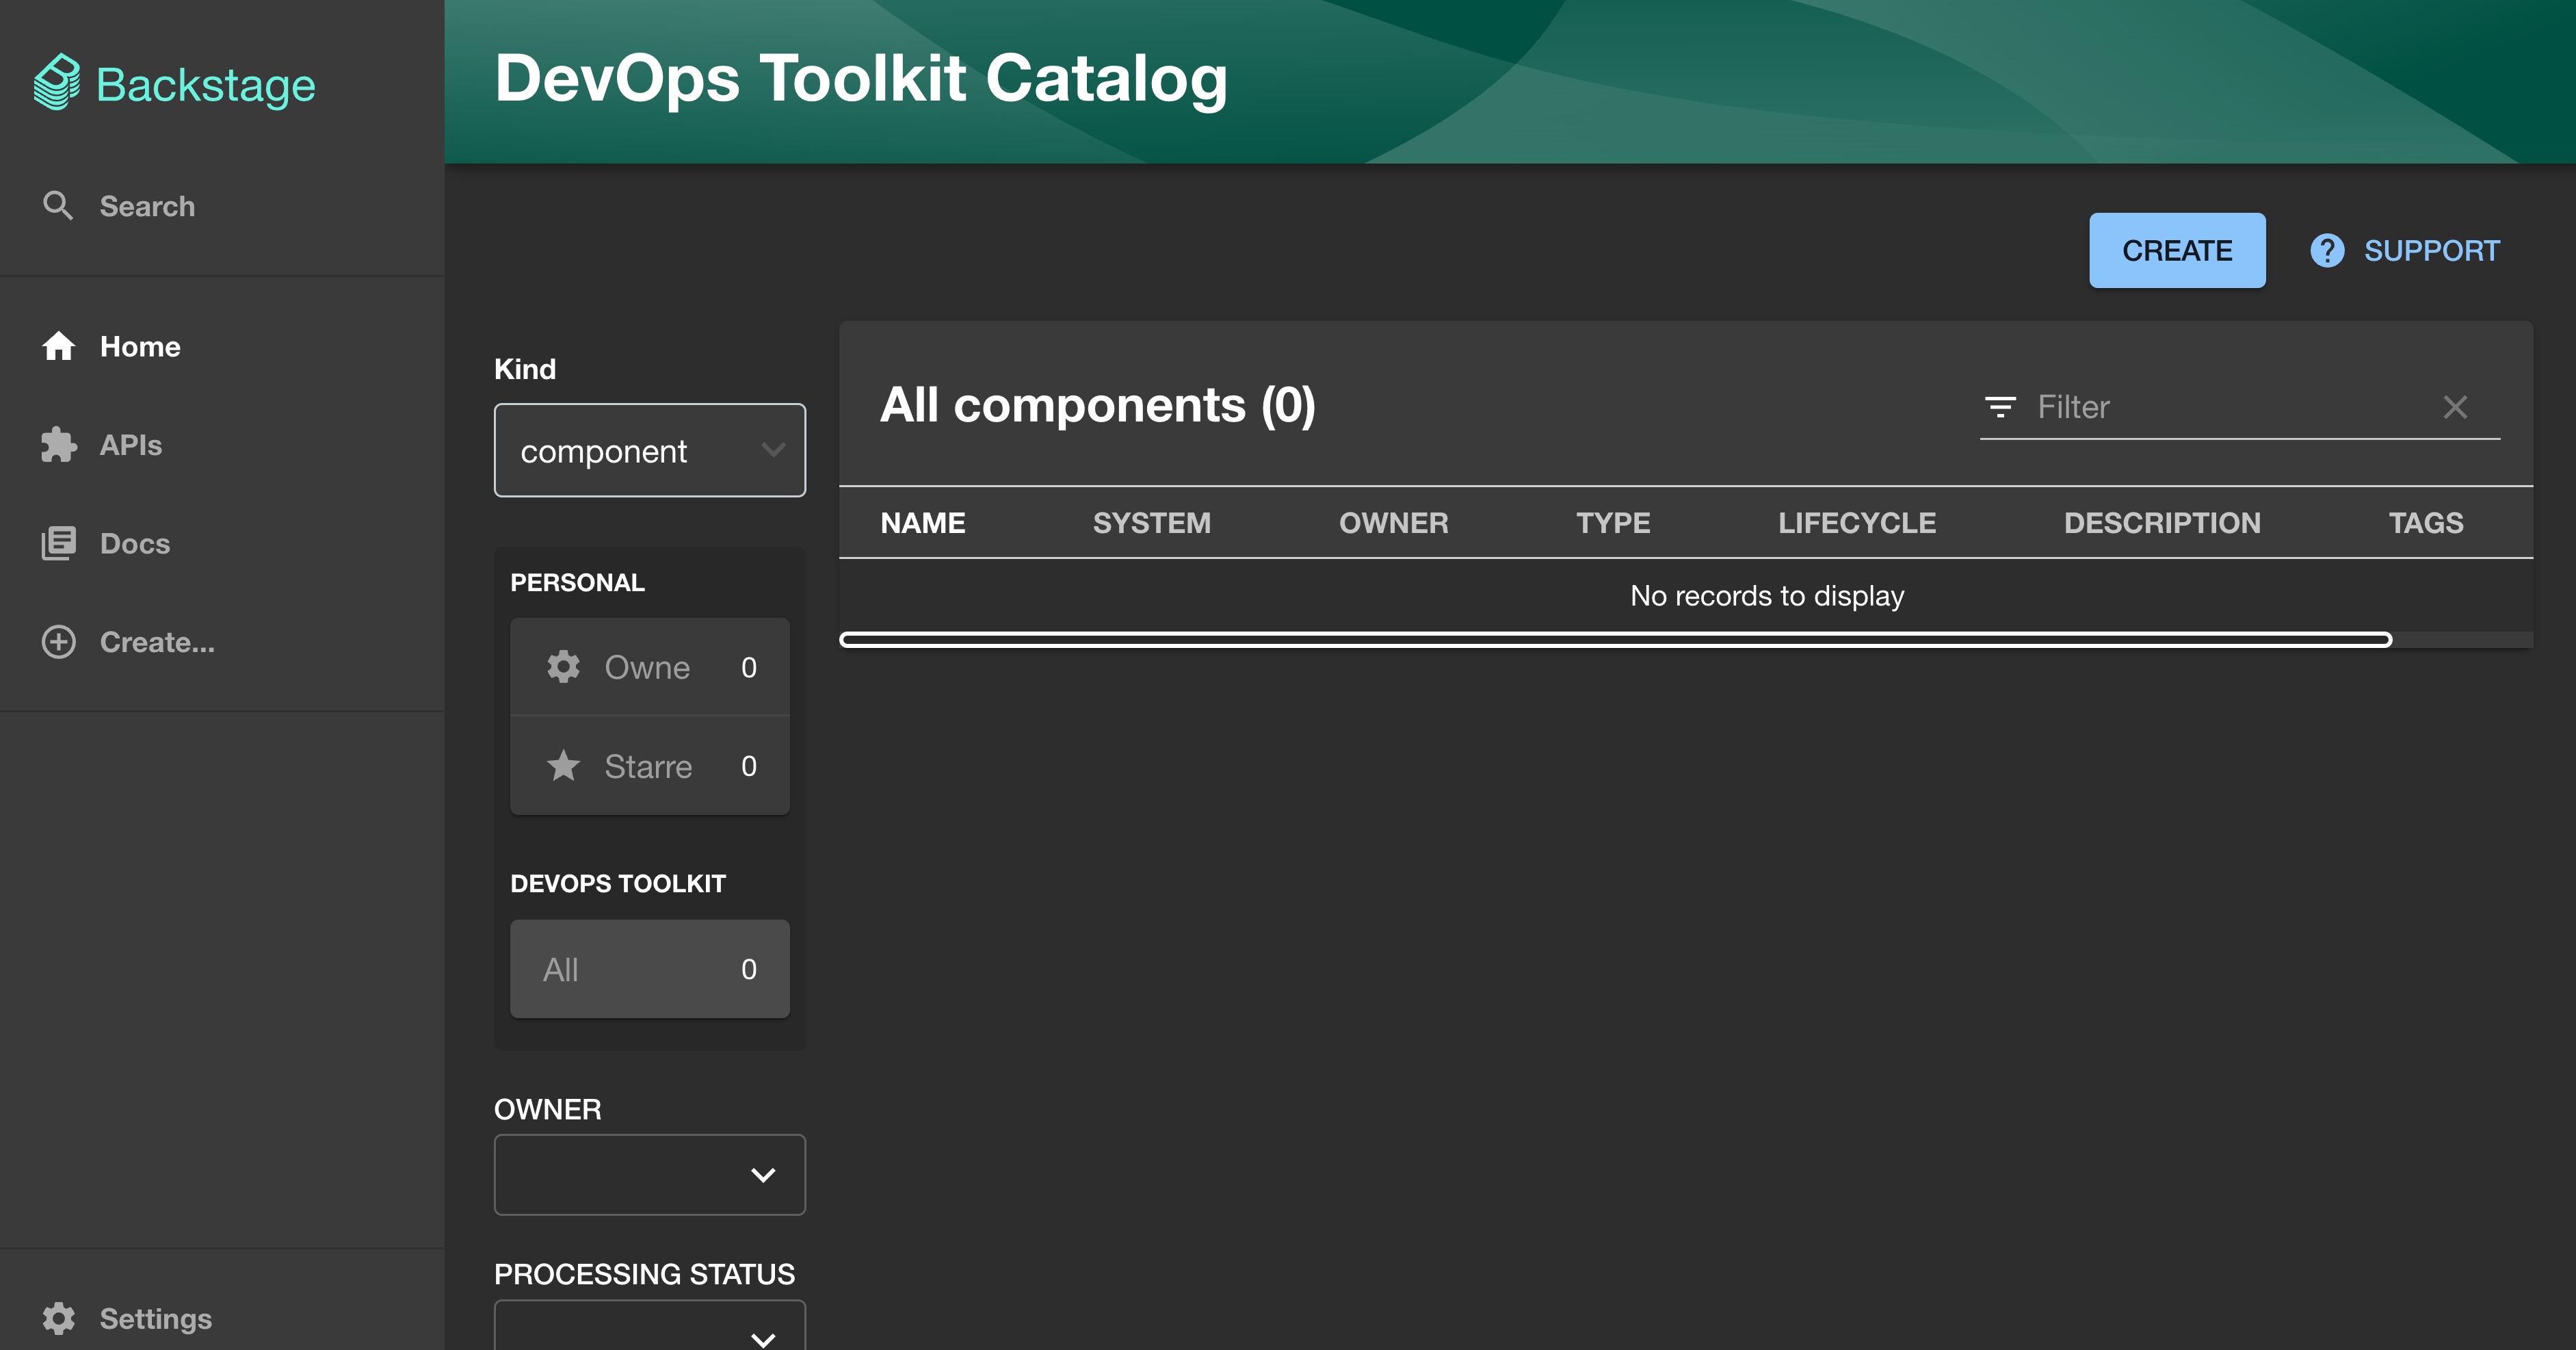 Backstage
Search
Home
APIs
Docs
Create...
Settings
DevOps Toolkit Catalog
CREATE
SUPPORT
Kind
component
PERSONAL
Owne 0
Starre 0
DEVOPS TOOLKIT
All 0
OWNER
PROCESSING STATUS
All components (0)
Filter
NAME SYSTEM OWNER TYPE LIFECYCLE DESCRIPTION TAGS
No records to display